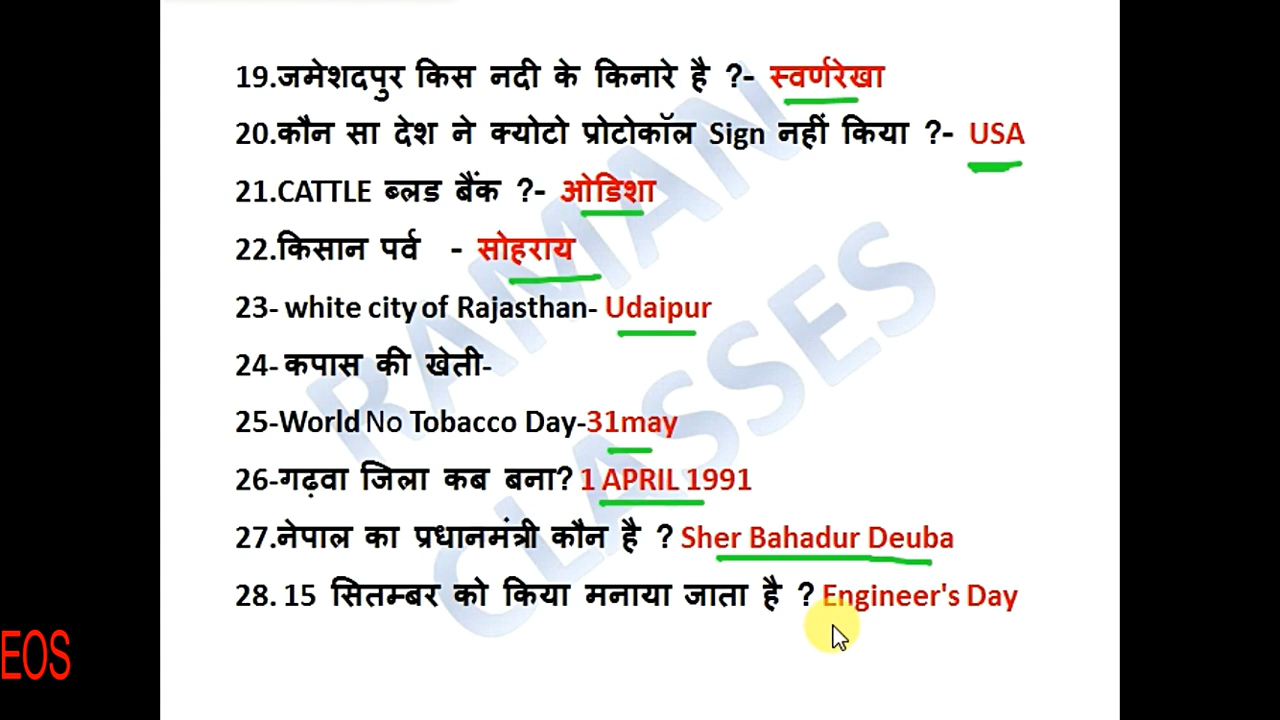 19.जमेशदपुर किस नदी के किनारे है ?- स्वर्णरेखा
20.कौन सा देश ने क्योटो प्रोटोकॉल Sign नहीं किया ?- USA
21.CATTLE ब्लड बैंक ?- ओडिशा
22.किसान पर्व - सोहराय
23- white city of Rajasthan- Udaipur
24- कपास की खेती-
25-World No Tobacco Day-31may
26-गढ़वा जिला कब बना? 1 APRIL 1991
27.नेपाल का प्रधानमंत्री कौन है ? Sher Bahadur Deuba
28. 15 सितम्बर को किया मनाया जाता है ? Engineer's Day
EOS
RAMAN
CLASSES